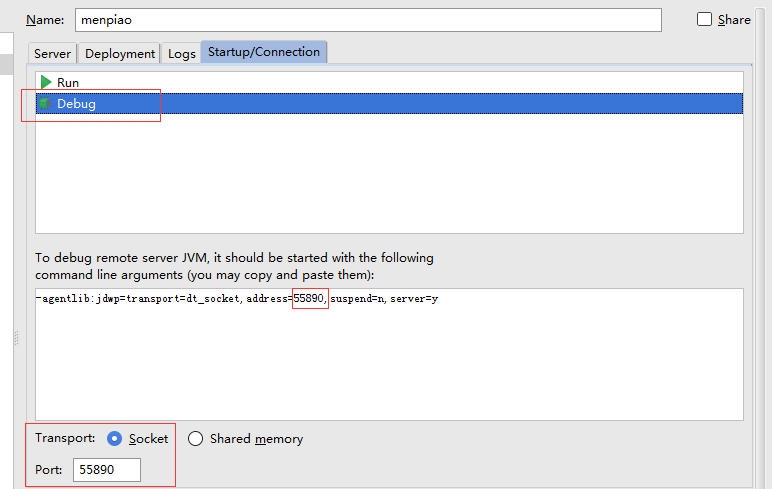 Name: menpiao Share
Server Deployment Logs Startup/Connection
Run
Debug
To debug remote server JVM, it should be started with the following
command line arguments (you may copy and paste them):
-agentlib:jdwp=transport=dt_socket,address=55890,suspend=n,server=y
Transport: Socket Shared memory
Port: 55890